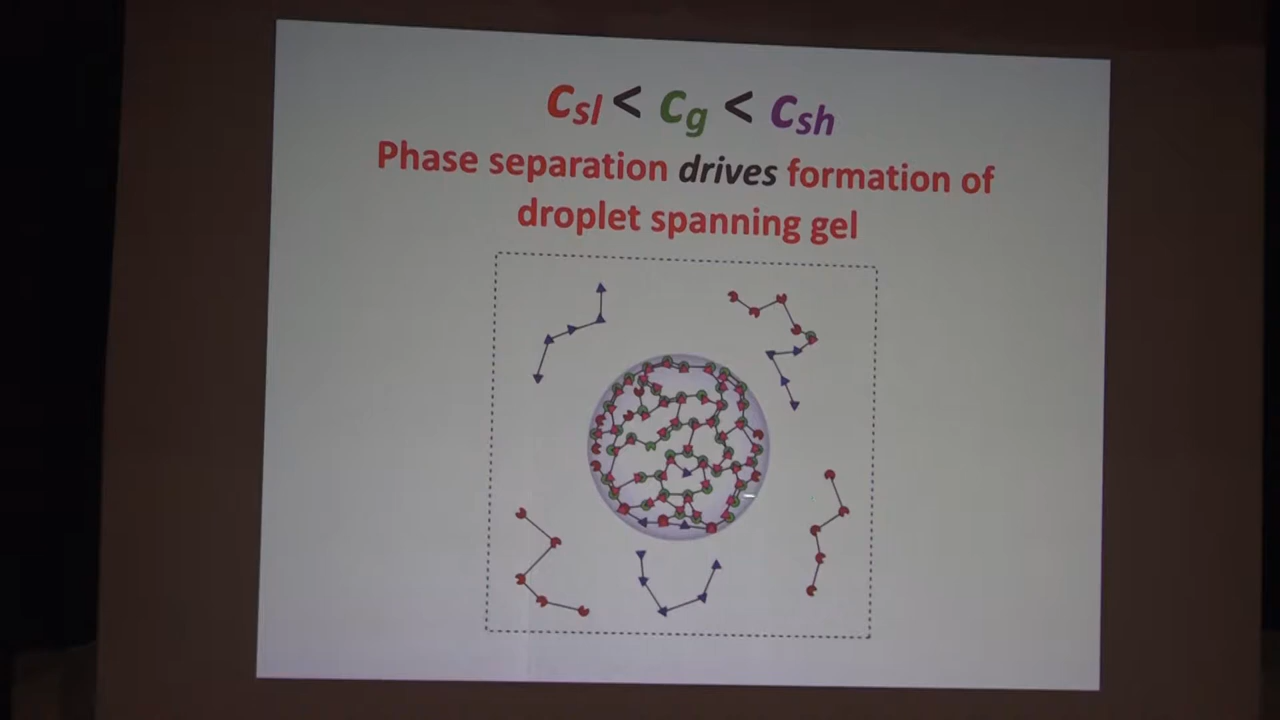 csl < cg < csh
Phase separation drives formation of
droplet spanning gel